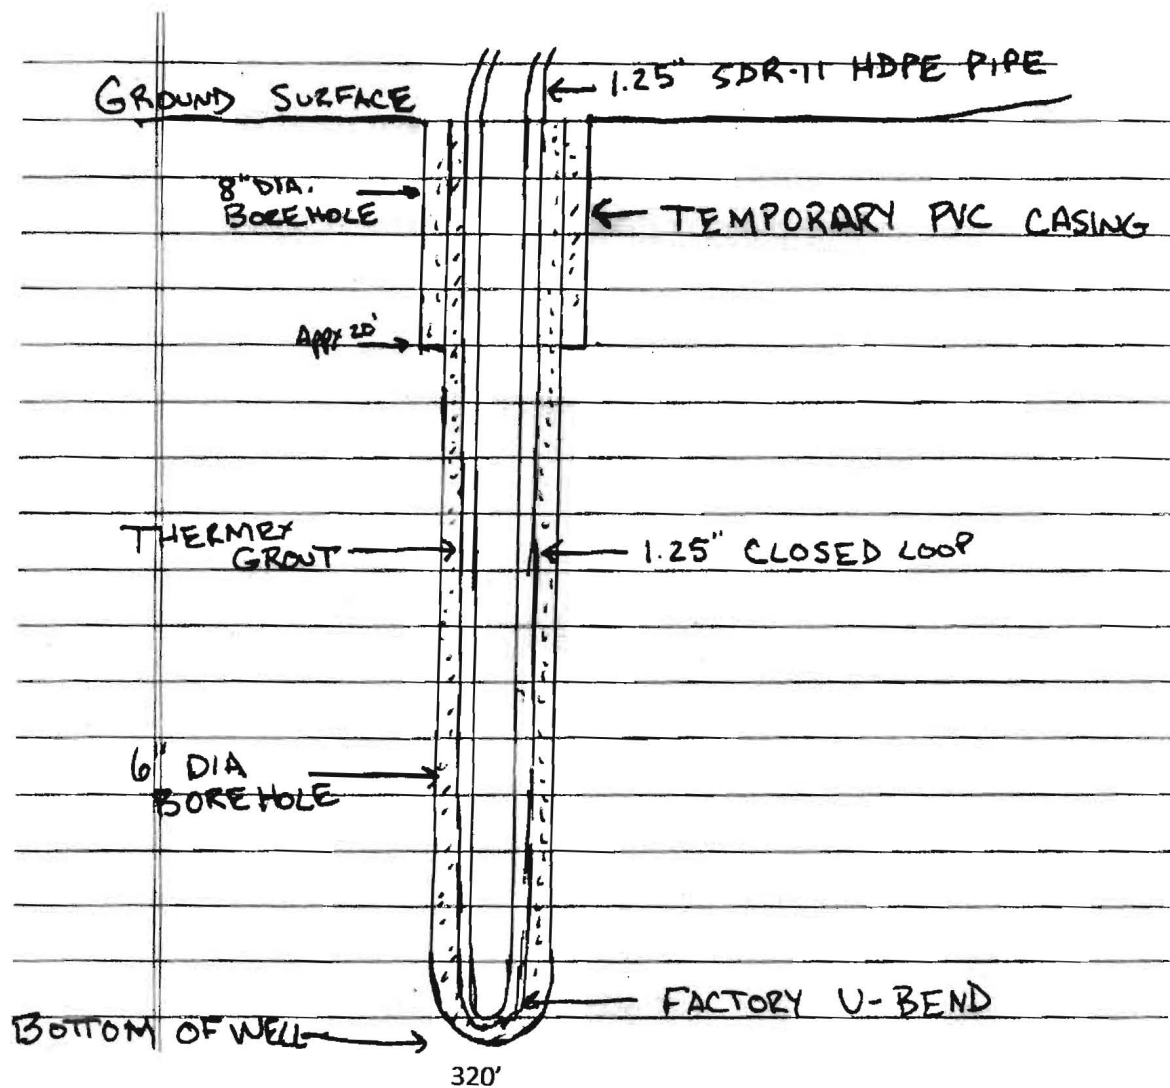 1.25" SDR-11 HDPE PIPE
GROUND SURFACE
8" DIA.
BOREHOLE
TEMPORARY PVC CASING
Appx 20'
THERMEX
GROUT
1.25" CLOSED LOOP
6" DIA
BOREHOLE
FACTORY U-BEND
BOTTOM OF WELL
320'